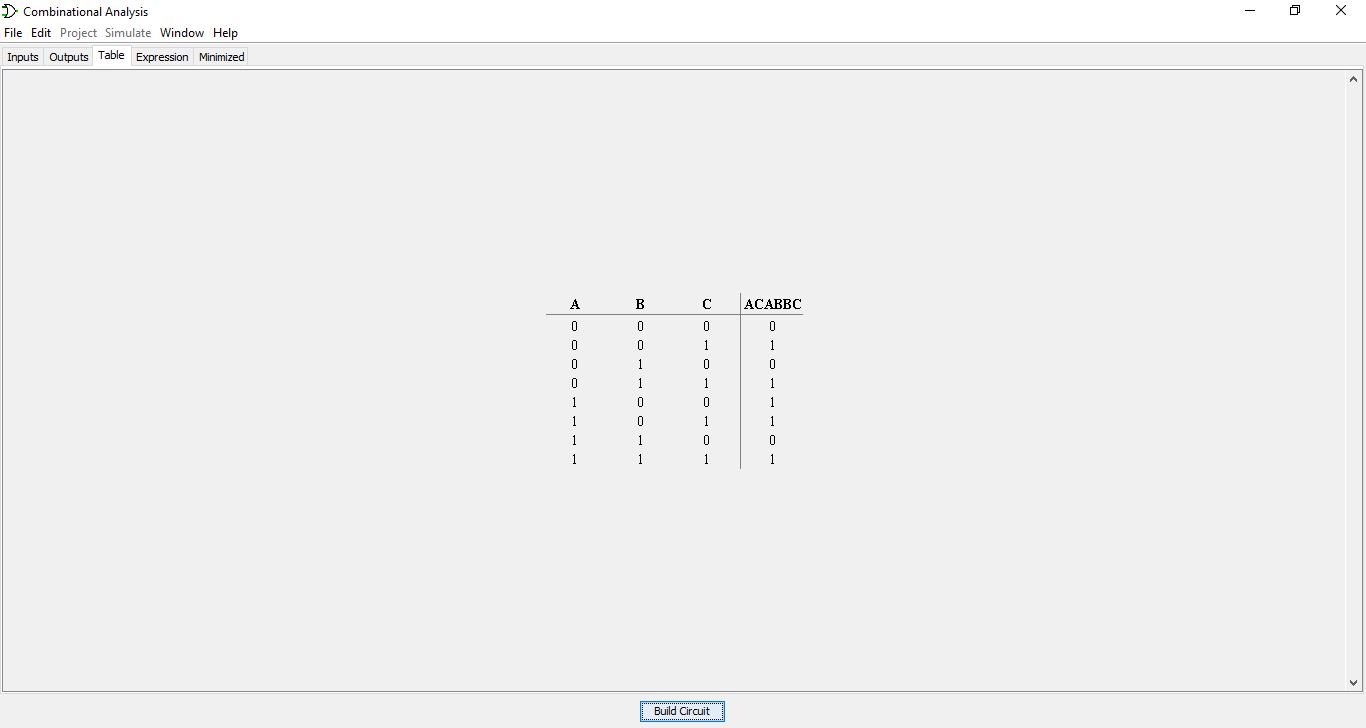 Combinational Analysis
File Edit Project Simulate Window Help
Inputs Outputs Table Expression Minimized
A B C ACABBC
0 0 0 0
0 0 1 1
0 1 0 0
0 1 1 1
1 0 0 1
1 0 1 1
1 1 0 0
1 1 1 1
Build Circuit